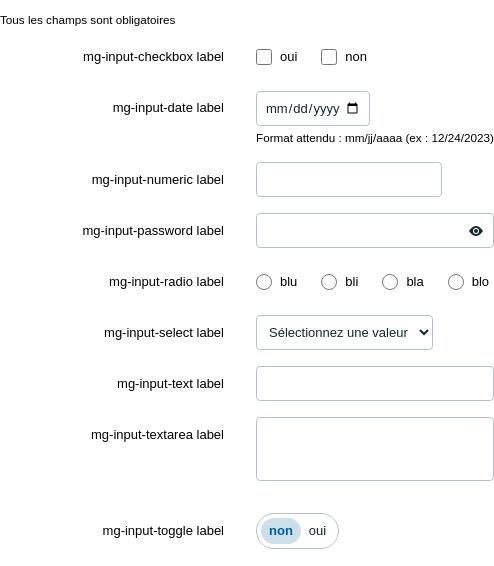 Tous les champs sont obligatoires
mg-input-checkbox label oui non
mg-input-date label mm/dd/yyyy
Format attendu : mm/jj/aaaa (ex : 12/24/2023)
mg-input-numeric label
mg-input-password label
mg-input-radio label blu bli bla blo
mg-input-select label Sélectionnez une valeur
mg-input-text label
mg-input-textarea label
mg-input-toggle label non oui